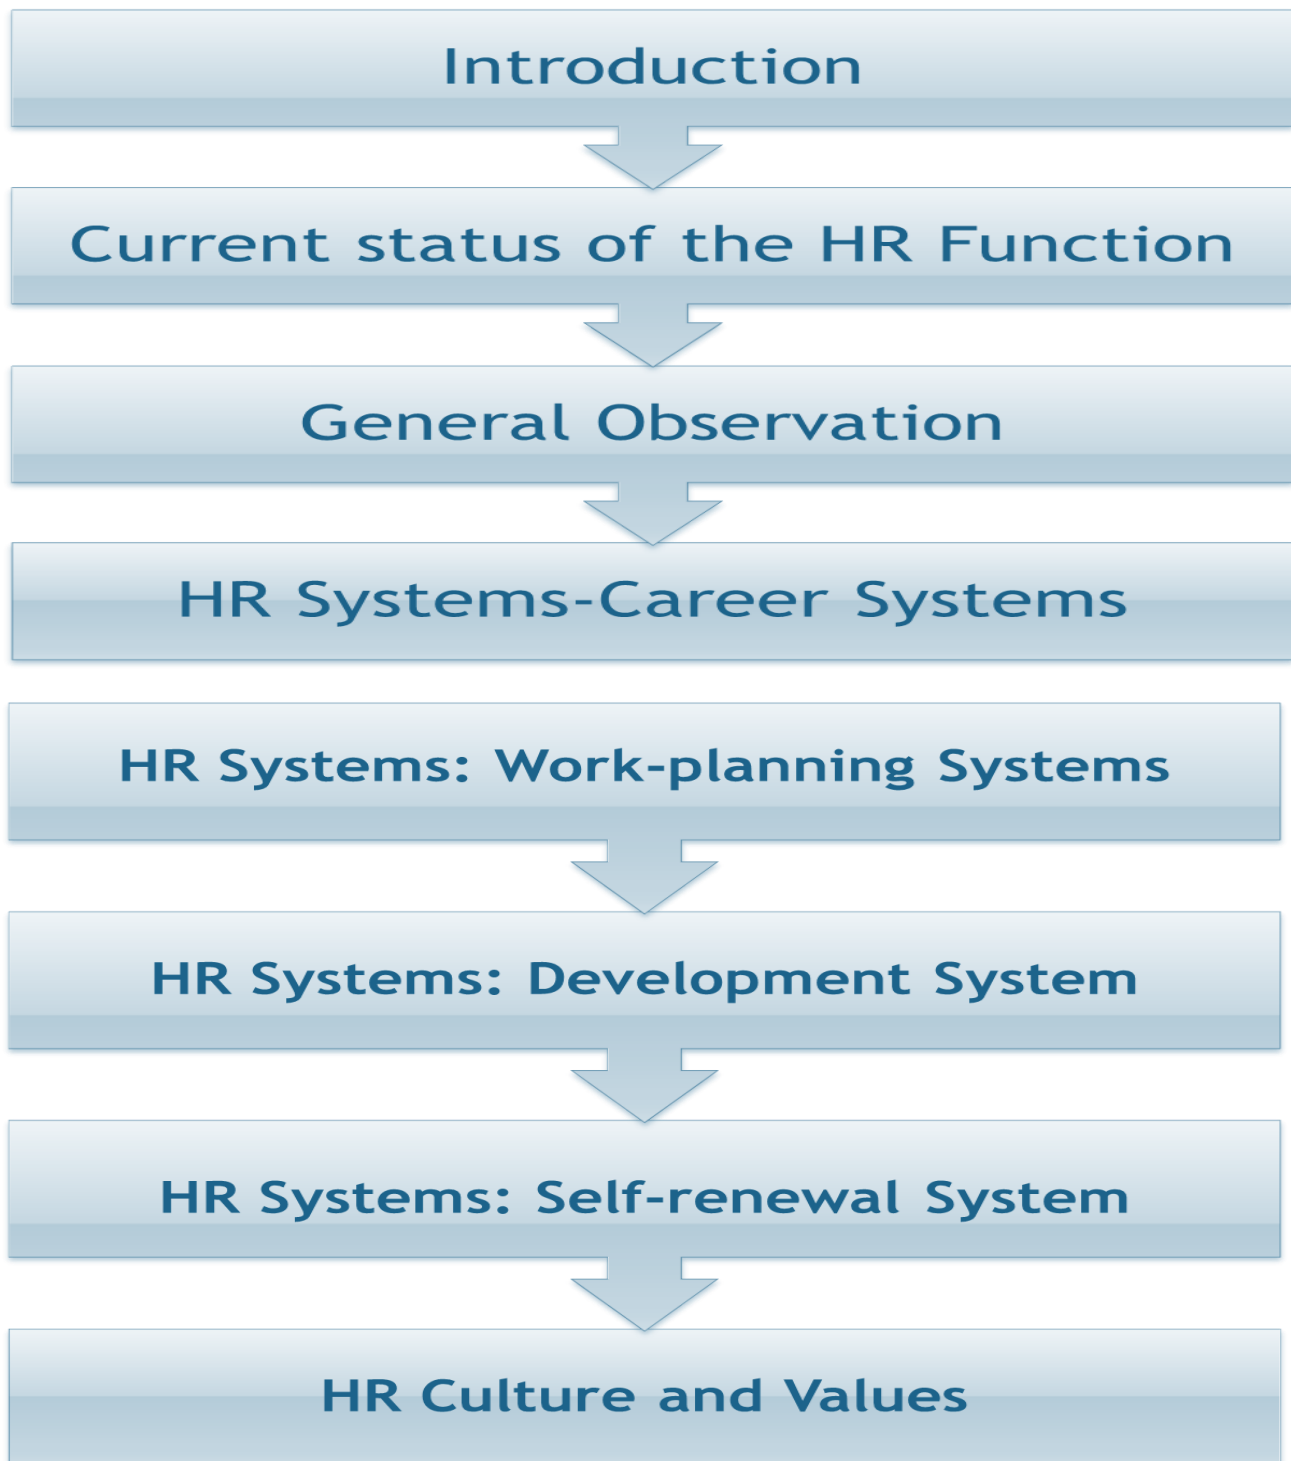 Introduction
Current status of the HR Function
General Observation
HR Systems-Career Systems
HR Systems: Work-planning Systems
HR Systems: Development System
HR Systems: Self-renewal System
HR Culture and Values